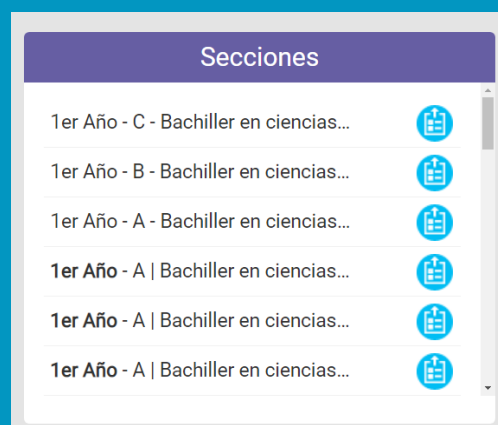 Secciones
1er Año - C - Bachiller en ciencias...
1er Año - B - Bachiller en ciencias...
1er Año - A - Bachiller en ciencias...
1er Año - A | Bachiller en ciencias...
1er Año - A | Bachiller en ciencias...
1er Año - A | Bachiller en ciencias...